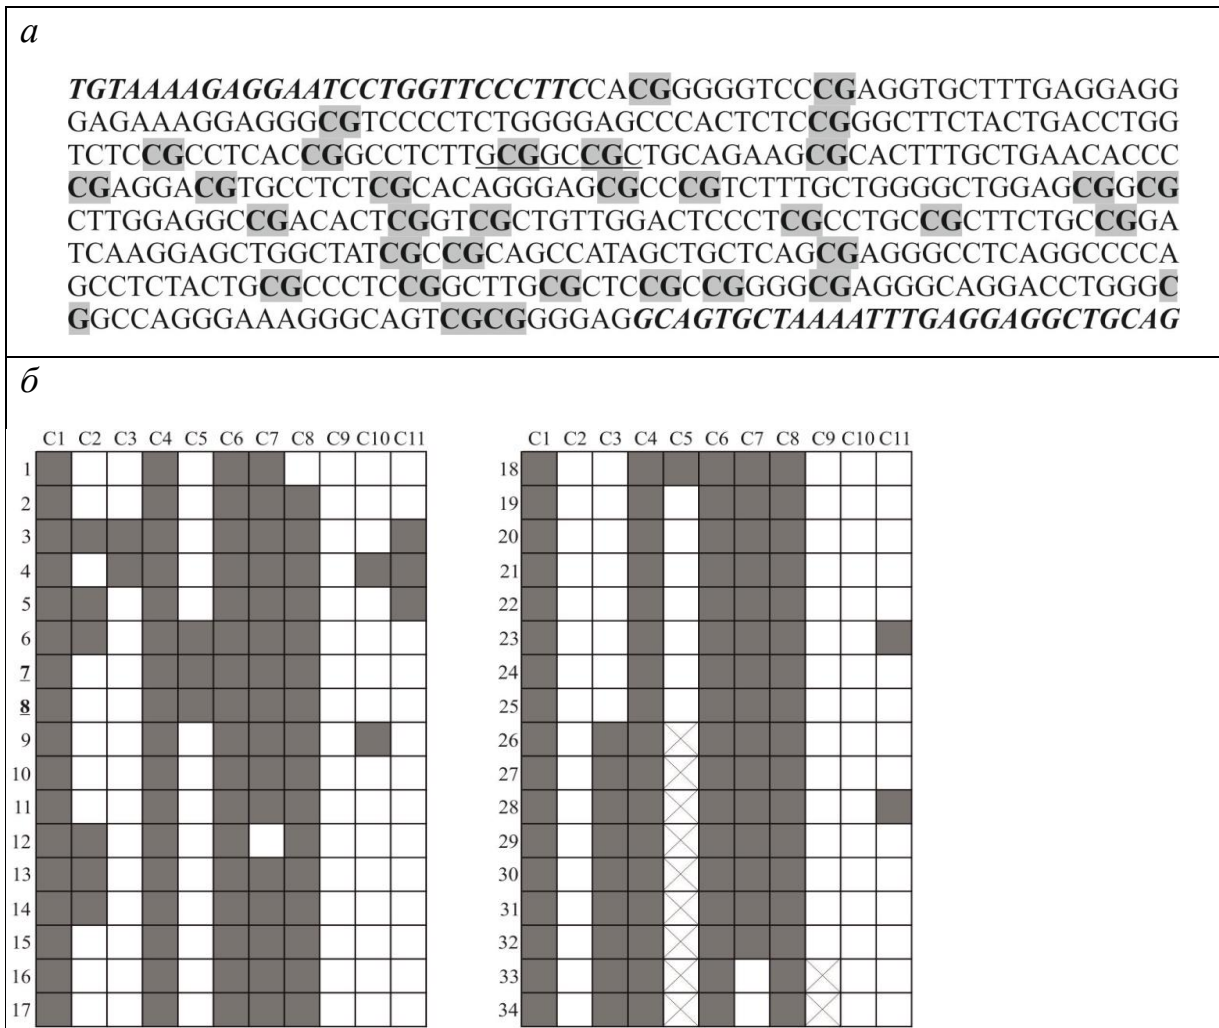 а
TGTAAAAGAGGAATCCTGGTTCCCTTCCACGGGGGTCCCGAGGTGCTTTGAGGAGG
GAGAAAGGAGGGCGTCCCCTCTGGGGAGCCCACTCTCCGGGCTTCTACTGACCTGG
TCTCCGCCTCACCGGCCTCTTGCGGCCGCTGCAGAAGCGCACTTTGCTGAACACCC
CGAGGACGTGCCTCTCGCACAGGGAGCGCCCGTCTTTGCTGGGGCTGGAGCGGCG
CTTGGAGGCCGACACTCGGTCGCTGTTGGACTCCCTCGCCTGCCGCTTCTGCCGGA
TCAAGGAGCTGGCTATCGCCGCAGCCATAGCTGCTCAGCGAGGGCCTCAGGCCCCA
GCCTCTACTGCGCCCTCCGGCTTGCGCTCCGCCGGGGCGAGGGCAGGACCTGGGC
GGCCAGGGAAAGGGCAGTCGCGGGGAGGCAGTGCTAAAATTTGAGGAGGCTGCAG
б
C1 C2 C3 C4 C5 C6 C7 C8 C9 C10 C11 C1 C2 C3 C4 C5 C6 C7 C8 C9 C10 C11
1 18
2 19
3 20
4 21
5 22
6 23
7 24
8 25
9 26
10 27
11 28
12 29
13 30
14 31
15 32
16 33
17 34